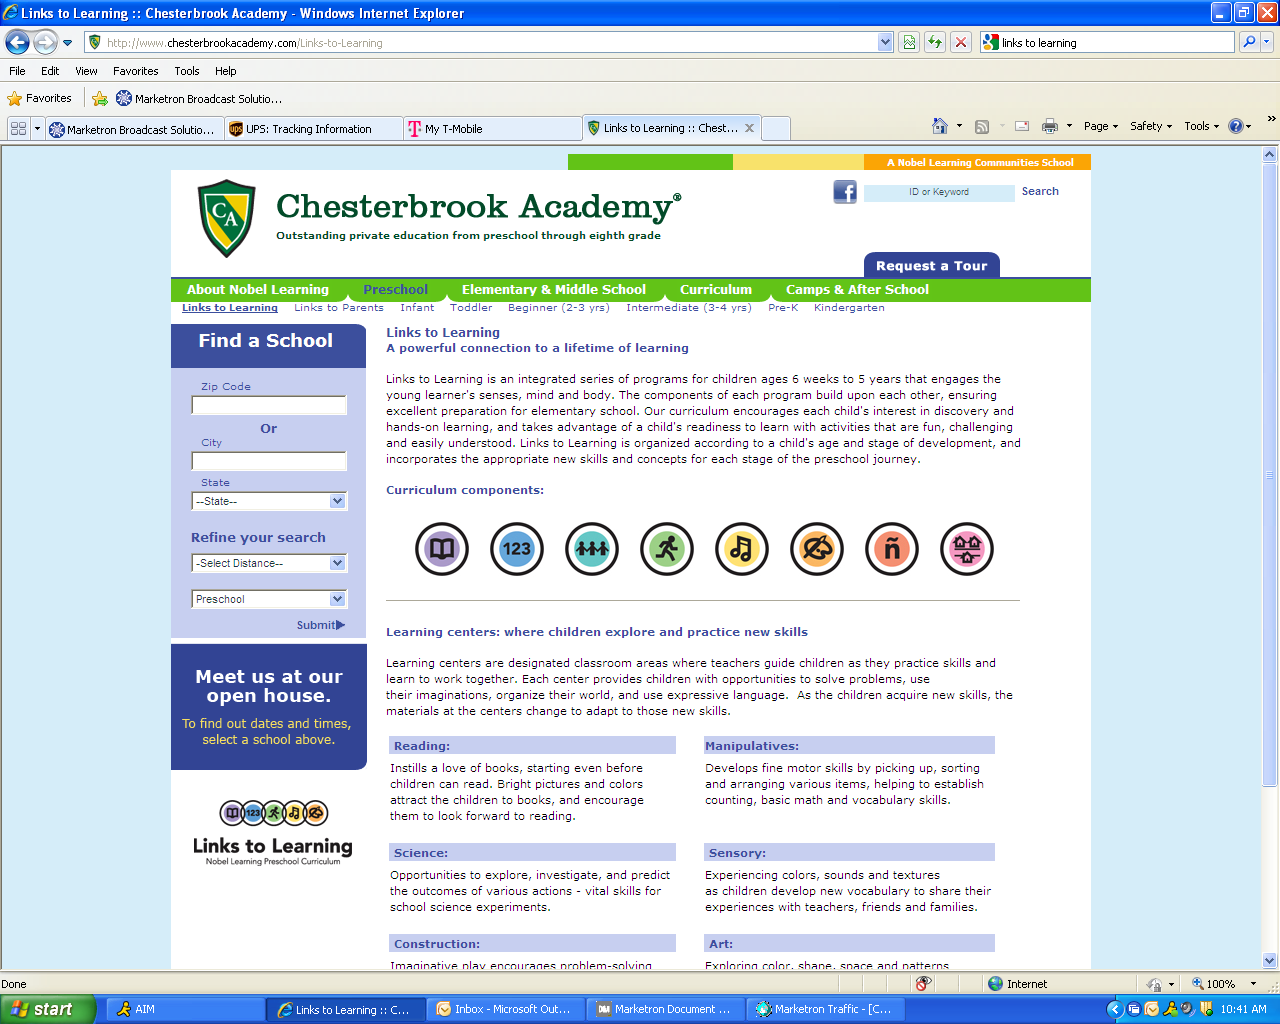 Links to Learning :: Chesterbrook Academy - Windows Internet Explorer
http://www.chesterbrookacademy.com/Links-to-Learning
links to learning
File Edit View Favorites Tools Help
Favorites Marketron Broadcast Solutio...
Marketron Broadcast Solutio... UPS: Tracking Information My T-Mobile Links to Learning :: Chest... Page Safety Tools
A Nobel Learning Communities School
CA
Chesterbrook Academy®
Outstanding private education from preschool through eighth grade
ID or Keyword Search
Request a Tour
About Nobel Learning Preschool Elementary & Middle School Curriculum Camps & After School
Links to Learning Links to Parents Infant Toddler Beginner (2-3 yrs) Intermediate (3-4 yrs) Pre-K Kindergarten
Find a School
Zip Code
Or
City
State
--State--
Refine your search
-Select Distance--
Preschool
Submit
Meet us at our
open house.
To find out dates and times,
select a school above.
123
Links to Learning
Nobel Learning Preschool Curriculum
Links to Learning
A powerful connection to a lifetime of learning
Links to Learning is an integrated series of programs for children ages 6 weeks to 5 years that engages the
young learner's senses, mind and body. The components of each program build upon each other, ensuring
excellent preparation for elementary school. Our curriculum encourages each child's interest in discovery and
hands-on learning, and takes advantage of a child's readiness to learn with activities that are fun, challenging
and easily understood. Links to Learning is organized according to a child's age and stage of development, and
incorporates the appropriate new skills and concepts for each stage of the preschool journey.
Curriculum components:
123 ñ
Learning centers: where children explore and practice new skills
Learning centers are designated classroom areas where teachers guide children as they practice skills and
learn to work together. Each center provides children with opportunities to solve problems, use
their imaginations, organize their world, and use expressive language. As the children acquire new skills, the
materials at the centers change to adapt to those new skills.
Reading:
Instills a love of books, starting even before
children can read. Bright pictures and colors
attract the children to books, and encourage
them to look forward to reading.
Manipulatives:
Develops fine motor skills by picking up, sorting
and arranging various items, helping to establish
counting, basic math and vocabulary skills.
Science:
Opportunities to explore, investigate, and predict
the outcomes of various actions - vital skills for
school science experiments.
Sensory:
Experiencing colors, sounds and textures
as children develop new vocabulary to share their
experiences with teachers, friends and families.
Construction:
Imaginative play encourages problem-solving
Art:
Exploring color, shape, space and patterns
Done Internet 100%
start AIM Links to Learning :: C... Inbox - Microsoft Out... Marketron Document ... Marketron Traffic - [C... 10:41 AM